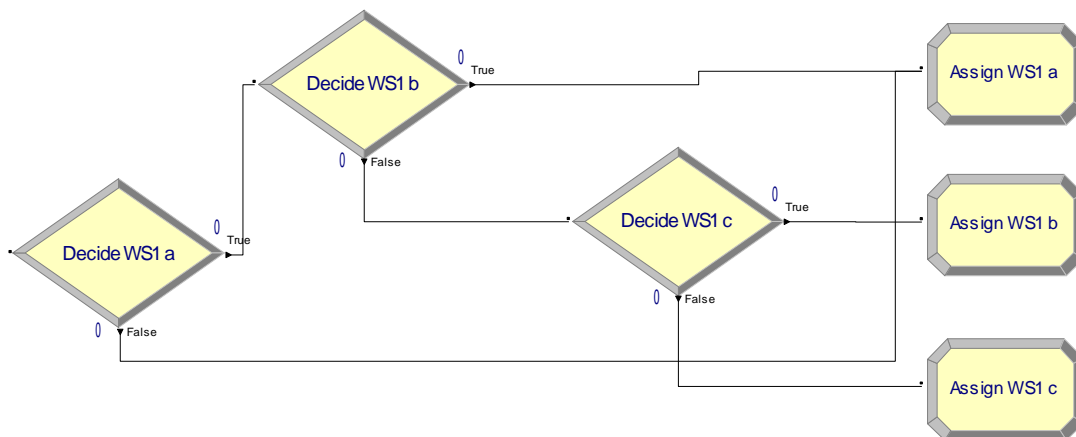 0
Decide WS1 b
True
Assign WS1 a
0
False
0
Decide WS1 c
True
Assign WS1 b
0
Decide WS1 a
True
0
False
0
False
Assign WS1 c